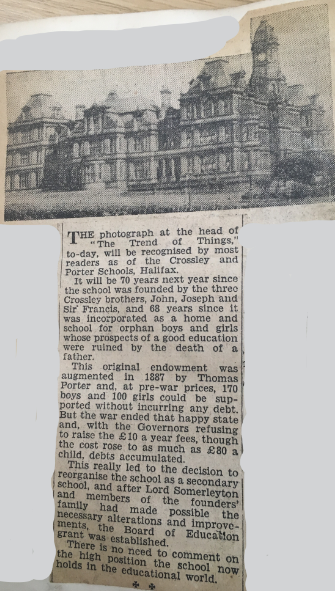 THE photograph at the head of
"The Trend of Things,"
to-day, will be recognised by most
readers as of the Crossley and
Porter Schools, Halifax.
It will be 70 years next year since
the school was founded by the three
Crossley brothers, John, Joseph and
Sir Francis, and 68 years since it
was incorporated as a home and
school for orphan boys and girls
whose prospects of a good education
were ruined by the death of a
father.
This original endowment was
augmented in 1887 by Thomas
Porter and, at pre-war prices, 170
boys and 100 girls could be sup-
ported without incurring any debt.
But the war ended that happy state
and, with the Governors refusing
to raise the £10 a year fees, though
the cost rose to as much as £80 a
child, debts accumulated.
This really led to the decision to
reorganise the school as a secondary
school, and after Lord Somerleyton
and members of the founders'
family had made possible the
necessary alterations and improve-
ments, the Board of Education
grant was established.
There is no need to comment on
the high position the school now
holds in the educational world.